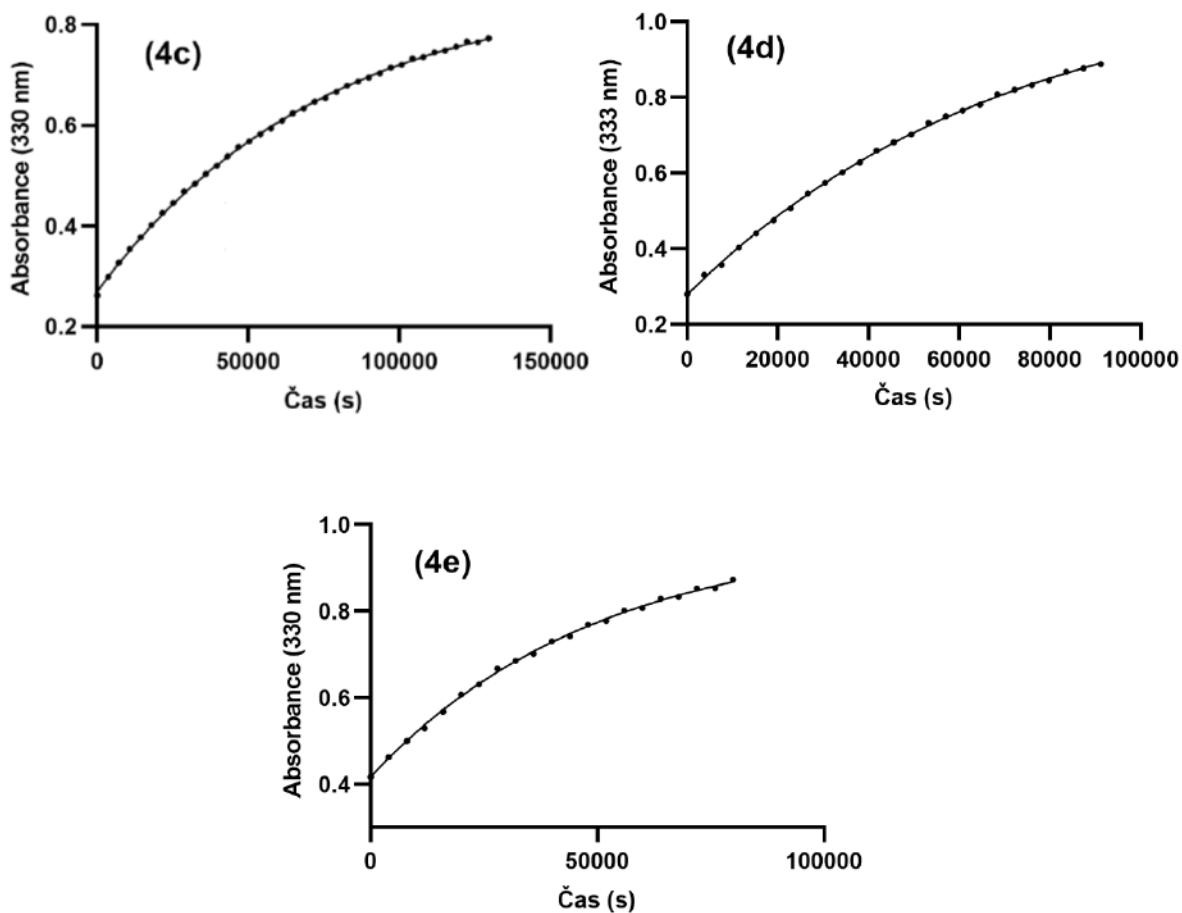 (4c)
Absorbance (330 nm)
0.8
0.6
0.4
0.2
0 50000 100000 150000
Čas (s)
(4d)
Absorbance (333 nm)
1.0
0.8
0.6
0.4
0.2
0 20000 40000 60000 80000 100000
Čas (s)
(4e)
Absorbance (330 nm)
1.0
0.8
0.6
0.4
0 50000 100000
Čas (s)